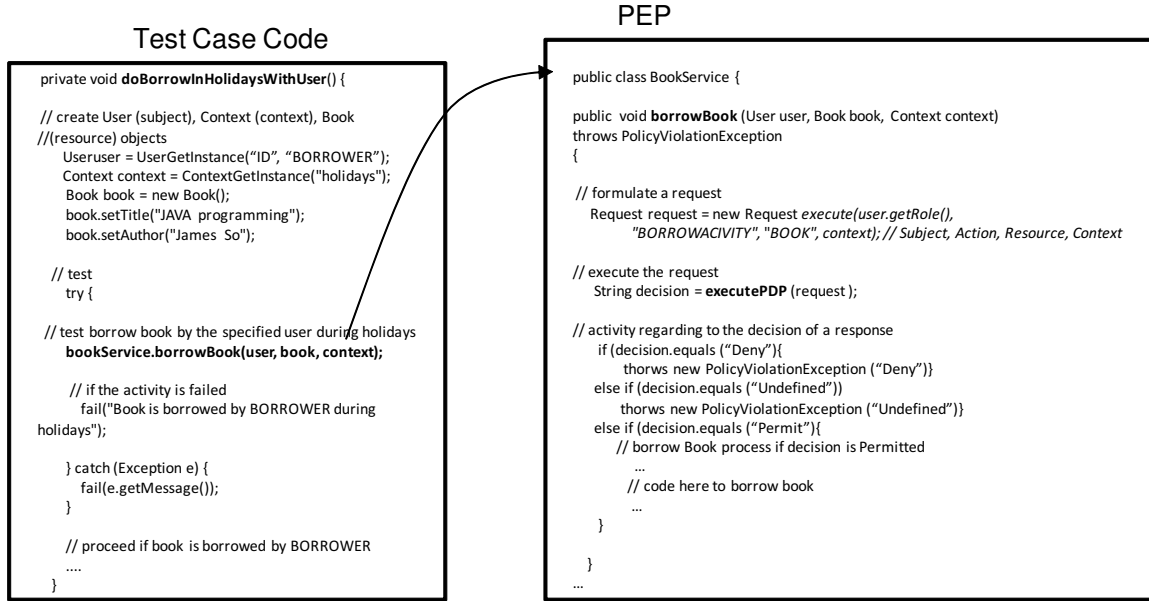 Test Case Code
private void doBorrowInHolidaysWithUser() {
// create User (subject), Context (context), Book
//(resource) objects
Useruser = UserGetInstance(“ID”, “BORROWER”);
Context context = ContextGetInstance("holidays");
Book book = new Book();
book.setTitle("JAVA programming");
book.setAuthor("James So");
// test
try {
// test borrow book by the specified user during holidays
bookService.borrowBook(user, book, context);
// if the activity is failed
fail("Book is borrowed by BORROWER during
holidays");
} catch (Exception e) {
fail(e.getMessage());
}
// proceed if book is borrowed by BORROWER
....
}
PEP
public class BookService {
public void borrowBook (User user, Book book, Context context)
throws PolicyViolationException
{
// formulate a request
Request request = new Request execute(user.getRole(),
"BORROWACIVITY", "BOOK", context); // Subject, Action, Resource, Context
// execute the request
String decision = executePDP (request );
// activity regarding to the decision of a response
if (decision.equals (“Deny”){
thorws new PolicyViolationException (“Deny”)}
else if (decision.equals (“Undefined”))
thorws new PolicyViolationException (“Undefined”)}
else if (decision.equals (“Permit”){
// borrow Book process if decision is Permitted
...
// code here to borrow book
...
}
}
...